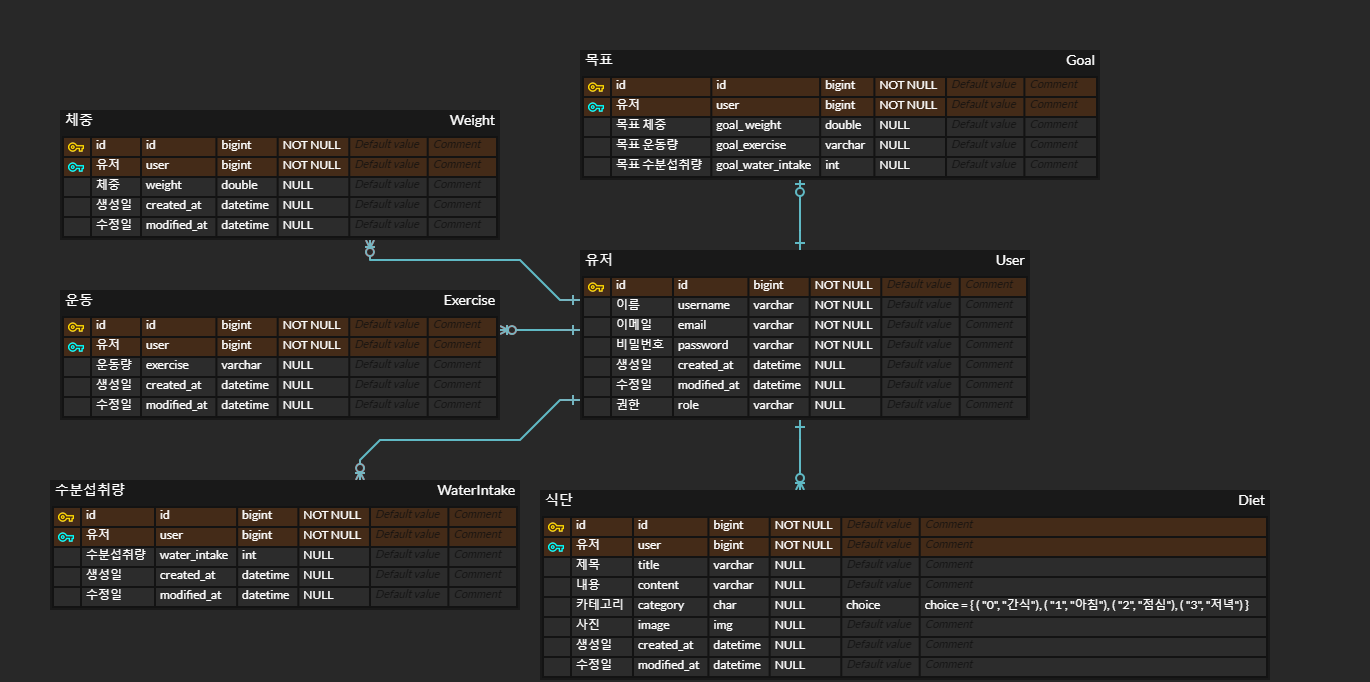 목표 Goal
id id bigint NOT NULL Default value Comment
유저 user bigint NOT NULL Default value Comment
목표 체중 goal_weight double NULL Default value Comment
목표 운동량 goal_exercise varchar NULL Default value Comment
목표 수분섭취량 goal_water_intake int NULL Default value Comment
체중 Weight
id id bigint NOT NULL Default value Comment
유저 user bigint NOT NULL Default value Comment
체중 weight double NULL Default value Comment
생성일 created_at datetime NULL Default value Comment
수정일 modified_at datetime NULL Default value Comment
유저 User
id id bigint NOT NULL Default value Comment
이름 username varchar NOT NULL Default value Comment
이메일 email varchar NOT NULL Default value Comment
비밀번호 password varchar NOT NULL Default value Comment
생성일 created_at datetime NULL Default value Comment
수정일 modified_at datetime NULL Default value Comment
권한 role varchar NULL Default value Comment
운동 Exercise
id id bigint NOT NULL Default value Comment
유저 user bigint NOT NULL Default value Comment
운동량 exercise varchar NULL Default value Comment
생성일 created_at datetime NULL Default value Comment
수정일 modified_at datetime NULL Default value Comment
수분섭취량 WaterIntake
id id bigint NOT NULL Default value Comment
유저 user bigint NOT NULL Default value Comment
수분섭취량 water_intake int NULL Default value Comment
생성일 created_at datetime NULL Default value Comment
수정일 modified_at datetime NULL Default value Comment
식단 Diet
id id bigint NOT NULL Default value Comment
유저 user bigint NOT NULL Default value Comment
제목 title varchar NULL Default value Comment
내용 content varchar NULL Default value Comment
카테고리 category char NULL choice choice = { ( "0", "간식"), ( "1", "아침"), ( "2", "점심"), ( "3", "저녁") }
사진 image img NULL Default value Comment
생성일 created_at datetime NULL Default value Comment
수정일 modified_at datetime NULL Default value Comment